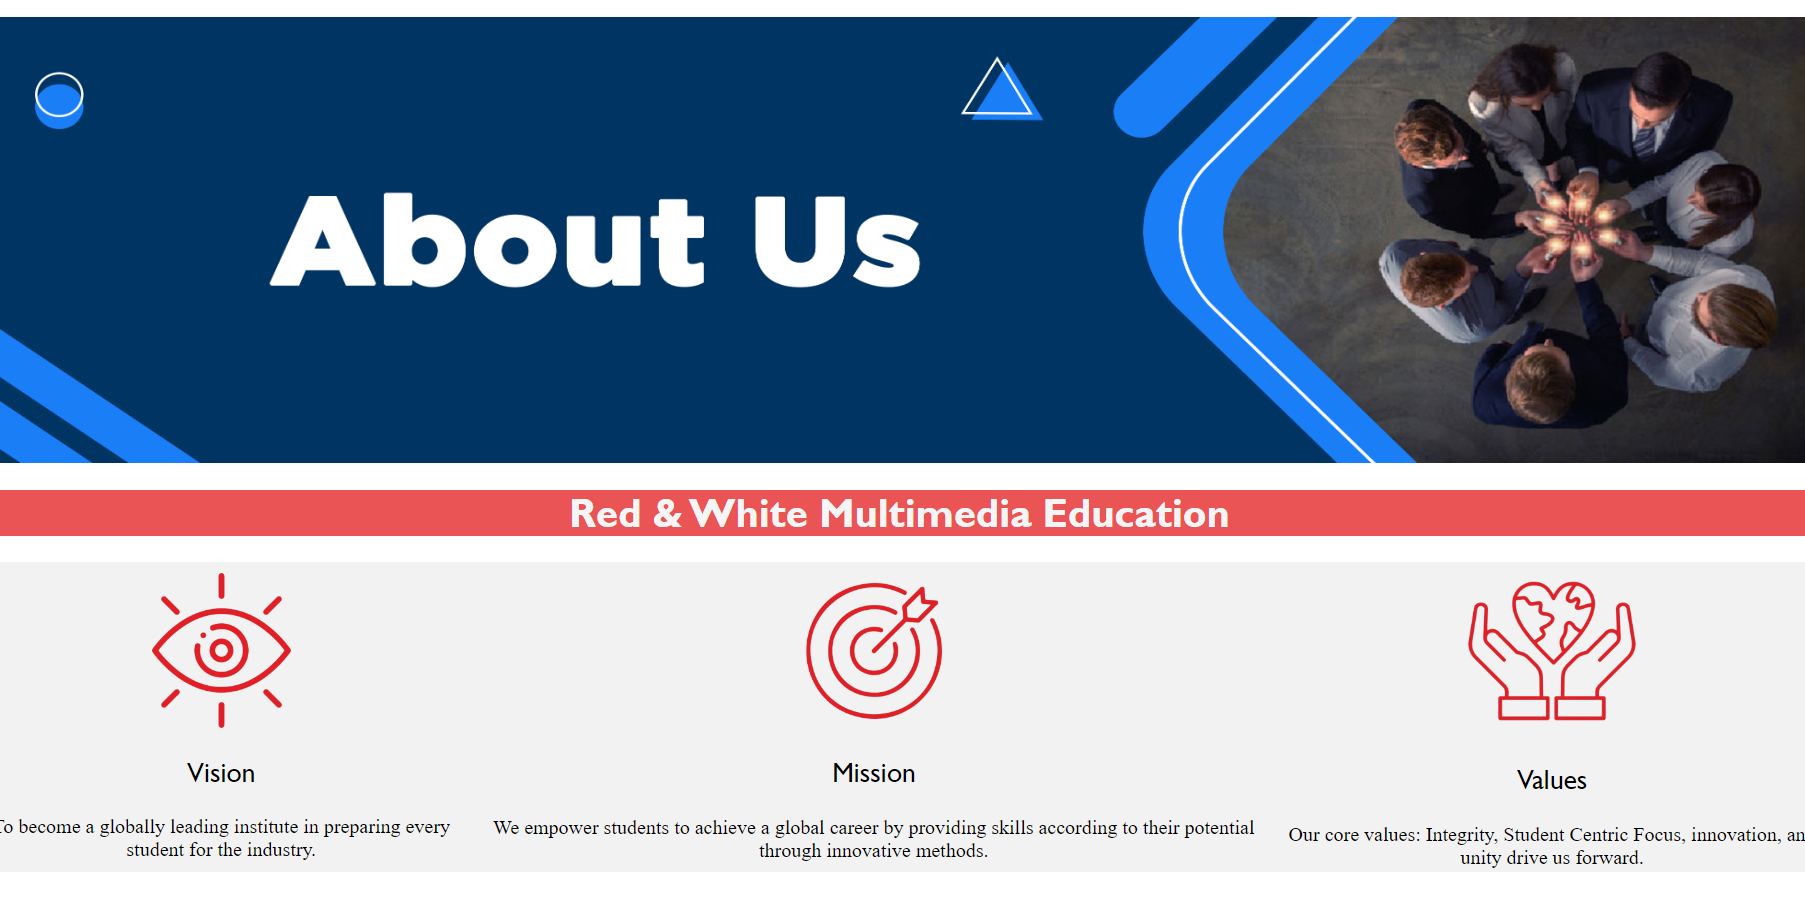 About Us
Red & White Multimedia Education
Vision
To become a globally leading institute in preparing every
student for the industry.
Mission
We empower students to achieve a global career by providing skills according to their potential
through innovative methods.
Values
Our core values: Integrity, Student Centric Focus, innovation, an
unity drive us forward.